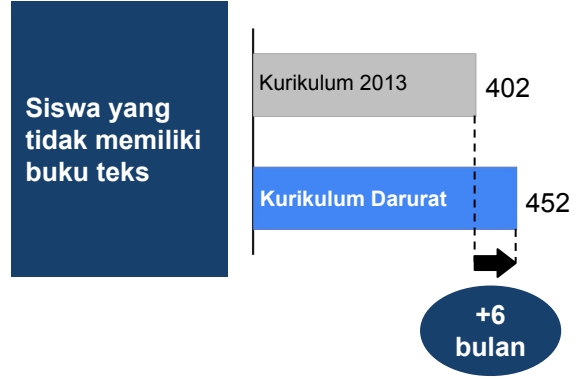 Siswa yang
tidak memiliki
buku teks
Kurikulum 2013
402
Kurikulum Darurat
452
+6
bulan